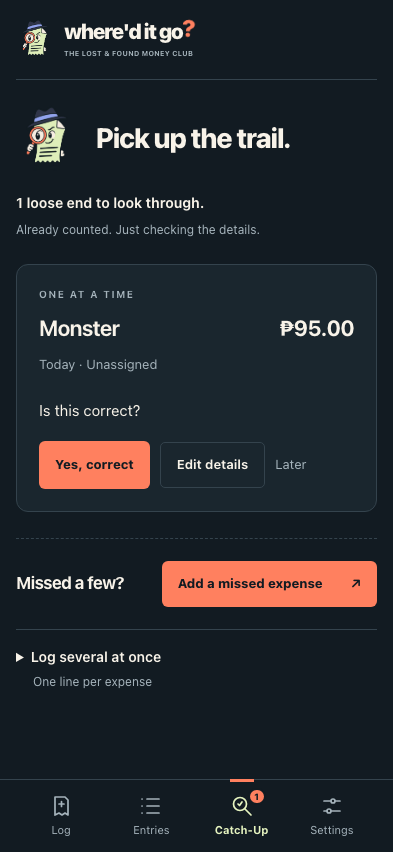 where'd it go?
THE LOST & FOUND MONEY CLUB
Pick up the trail.
1 loose end to look through.
Already counted. Just checking the details.
ONE AT A TIME
Monster ₱95.00
Today · Unassigned
Is this correct?
Yes, correct Edit details Later
Missed a few? Add a missed expense ↗
▶ Log several at once
One line per expense
1
Log Entries Catch-Up Settings